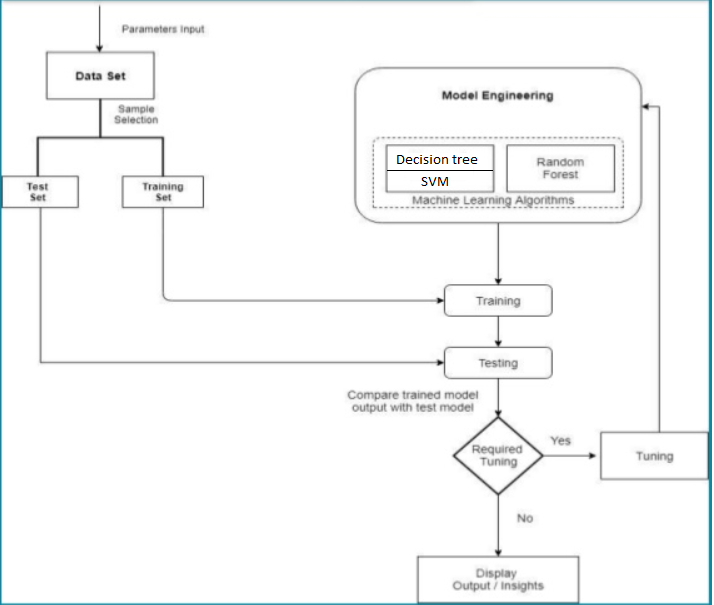 Parameters Input
Data Set
Sample
Selection
Test
Set
Training
Set
Model Engineering
Decision tree
SVM
Random
Forest
Machine Learning Algorithms
Training
Testing
Compare trained model
output with test model
Required
Tuning
Yes
Tuning
No
Display
Output / Insights